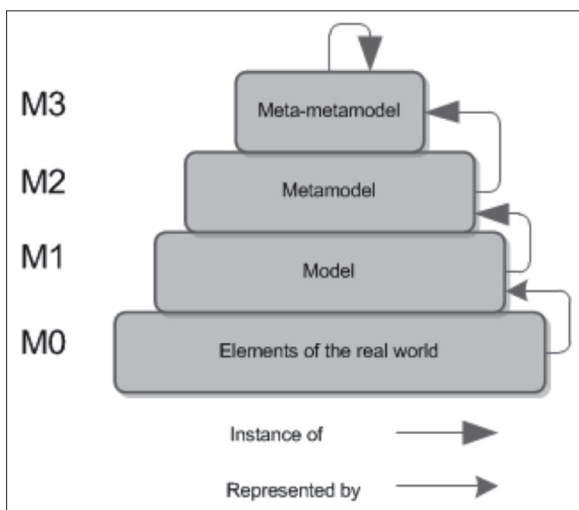 M3
Meta-metamodel
M2
Metamodel
M1
Model
M0
Elements of the real world
Instance of
Represented by